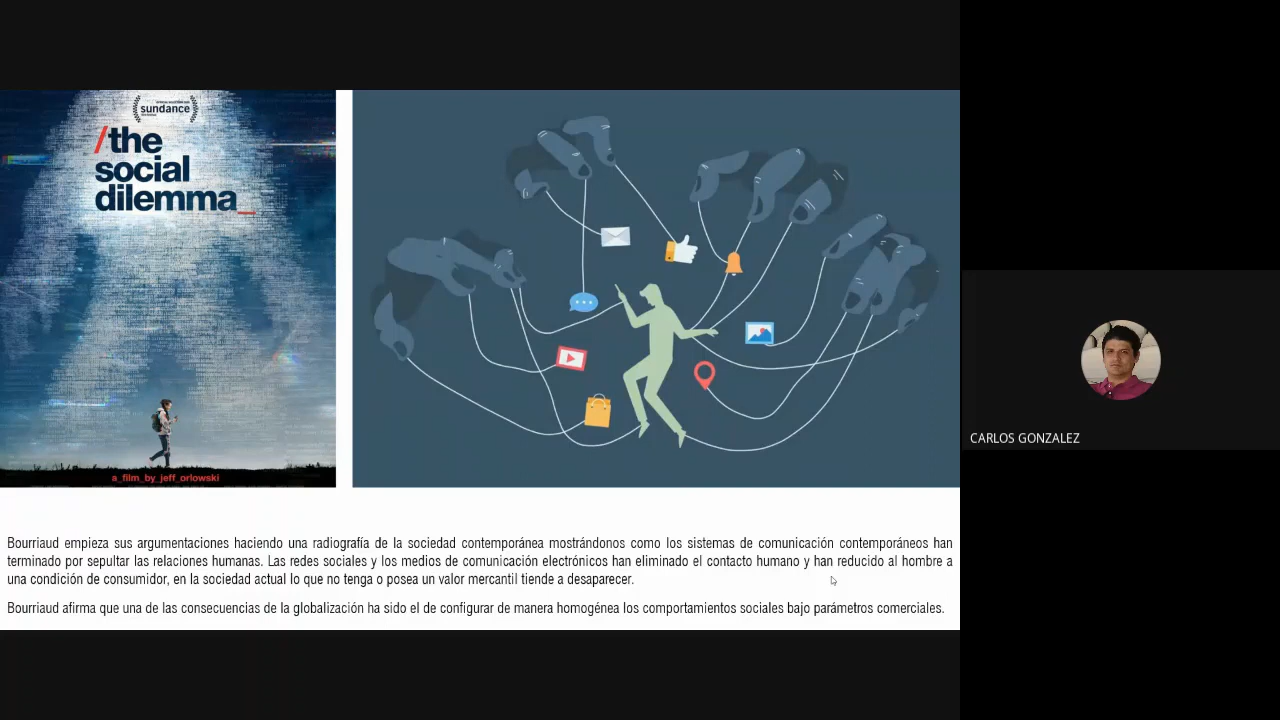 sundance
/the
social
dilemma_
a_film_by_jeff_orlowski
Bourriaud empieza sus argumentaciones haciendo una radiografía de la sociedad contemporánea mostrándonos como los sistemas de comunicación contemporáneos han
terminado por sepultar las relaciones humanas. Las redes sociales y los medios de comunicación electrónicos han eliminado el contacto humano y han reducido al hombre a
una condición de consumidor, en la sociedad actual lo que no tenga o posea un valor mercantil tiende a desaparecer.
Bourriaud afirma que una de las consecuencias de la globalización ha sido el de configurar de manera homogénea los comportamientos sociales bajo parámetros comerciales.
CARLOS GONZALEZ